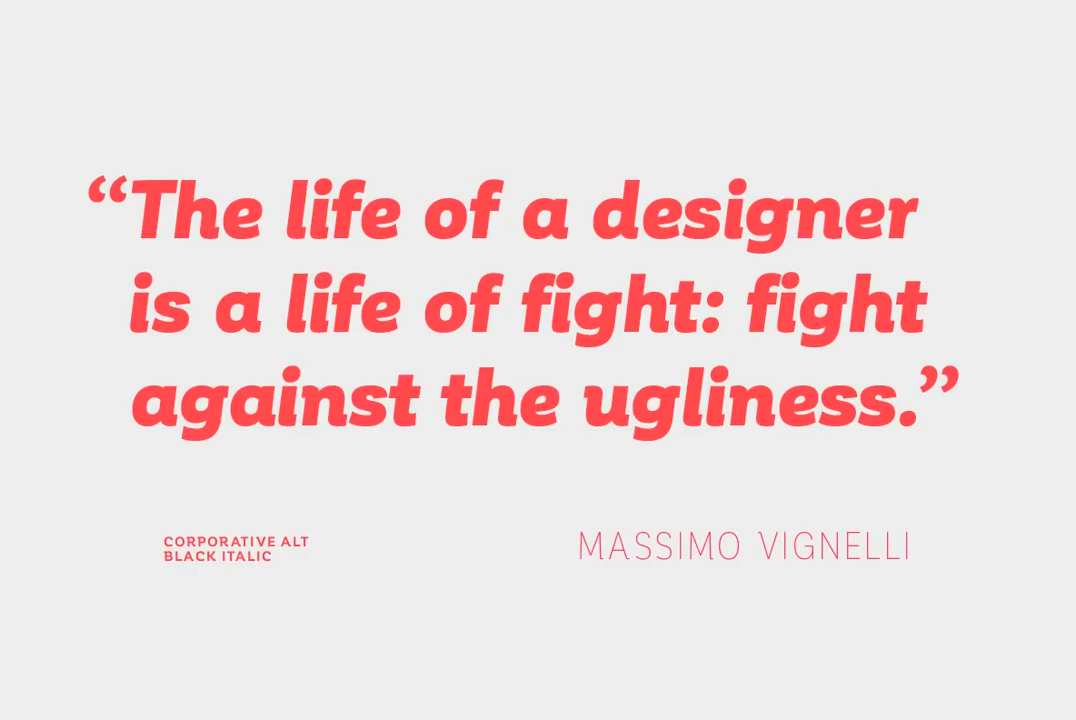 “The life of a designer
is a life of fight: fight
against the ugliness.”
CORPORATIVE ALT
BLACK ITALIC
MASSIMO VIGNELLI